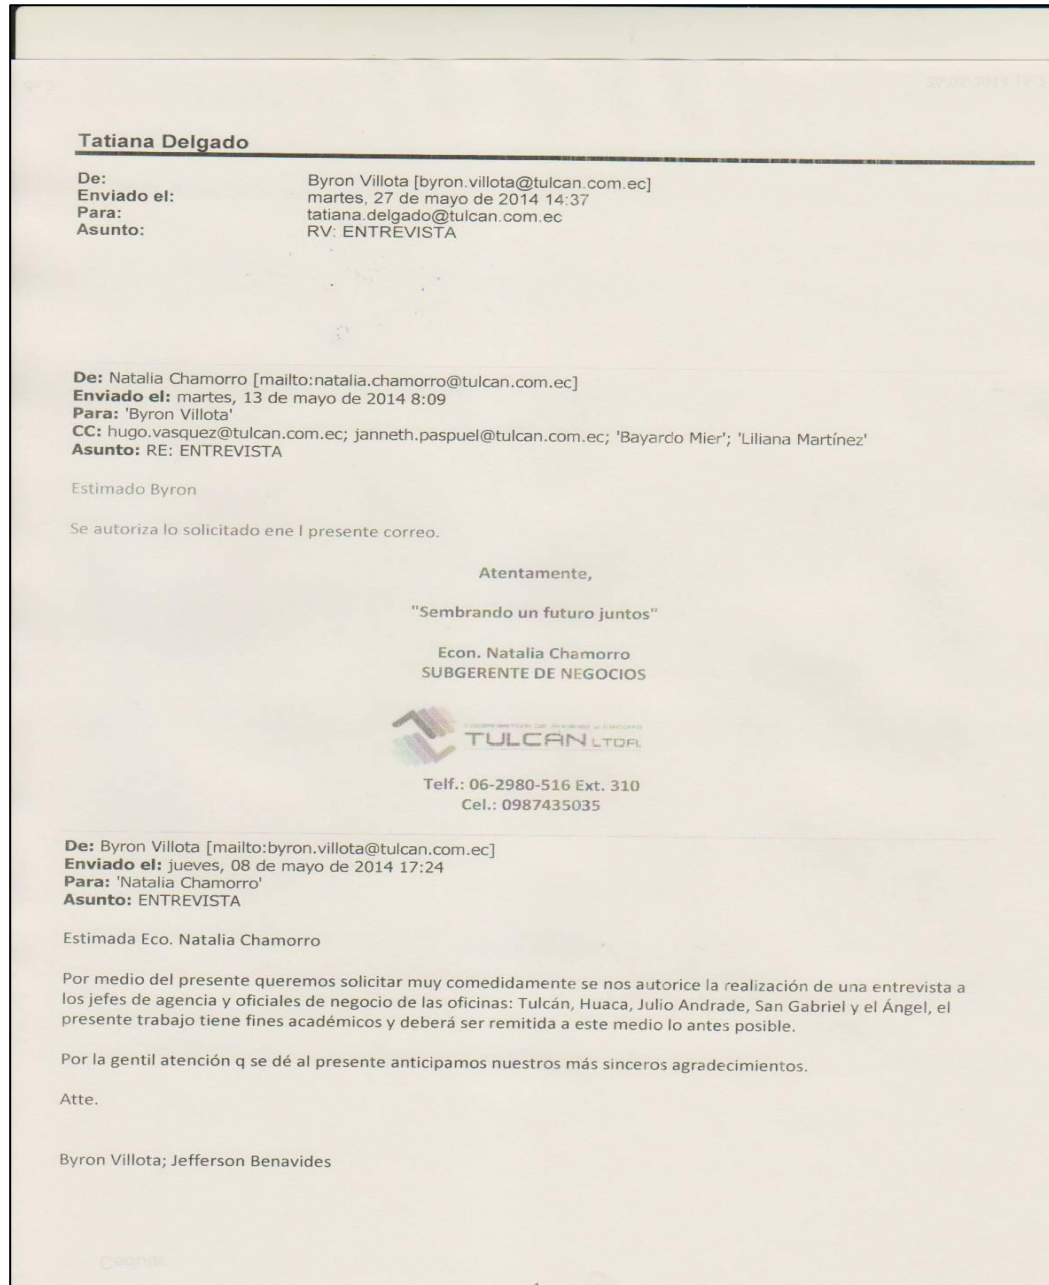 Tatiana Delgado
De: Byron Villota [byron.villota@tulcan.com.ec]
Enviado el: martes, 27 de mayo de 2014 14:37
Para: tatiana.delgado@tulcan.com.ec
Asunto: RV: ENTREVISTA
De: Natalia Chamorro [mailto:natalia.chamorro@tulcan.com.ec]
Enviado el: martes, 13 de mayo de 2014 8:09
Para: 'Byron Villota'
CC: hugo.vasquez@tulcan.com.ec; janneth.paspuel@tulcan.com.ec; 'Bayardo Mier'; 'Liliana Martínez'
Asunto: RE: ENTREVISTA
Estimado Byron
Se autoriza lo solicitado ene l presente correo.
Atentamente,
"Sembrando un futuro juntos"
Econ. Natalia Chamorro
SUBGERENTE DE NEGOCIOS
TULCAN LTDA.
Telf.: 06-2980-516 Ext. 310
Cel.: 0987435035
De: Byron Villota [mailto:byron.villota@tulcan.com.ec]
Enviado el: jueves, 08 de mayo de 2014 17:24
Para: 'Natalia Chamorro'
Asunto: ENTREVISTA
Estimada Eco. Natalia Chamorro
Por medio del presente queremos solicitar muy comedidamente se nos autorice la realización de una entrevista a
los jefes de agencia y oficiales de negocio de las oficinas: Tulcán, Huaca, Julio Andrade, San Gabriel y el Ángel, el
presente trabajo tiene fines académicos y deberá ser remitida a este medio lo antes posible.
Por la gentil atención q se dé al presente anticipamos nuestros más sinceros agradecimientos.
Atte.
Byron Villota; Jefferson Benavides